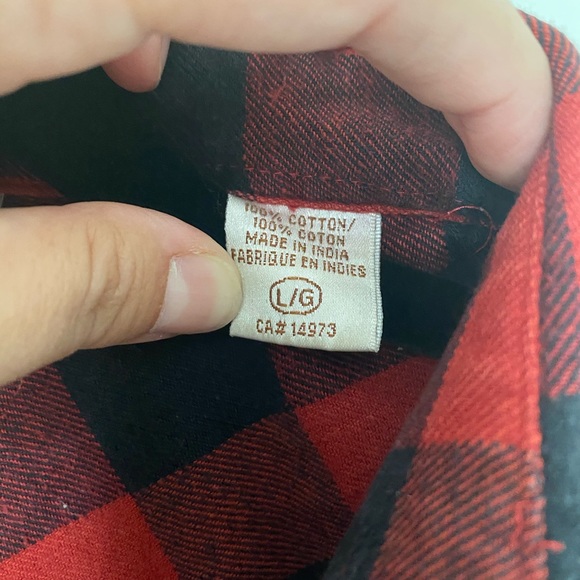 100% COTTON/
100% COTON
MADE IN INDIA
FABRIQUE EN INDIES
L/G
CA# 14973